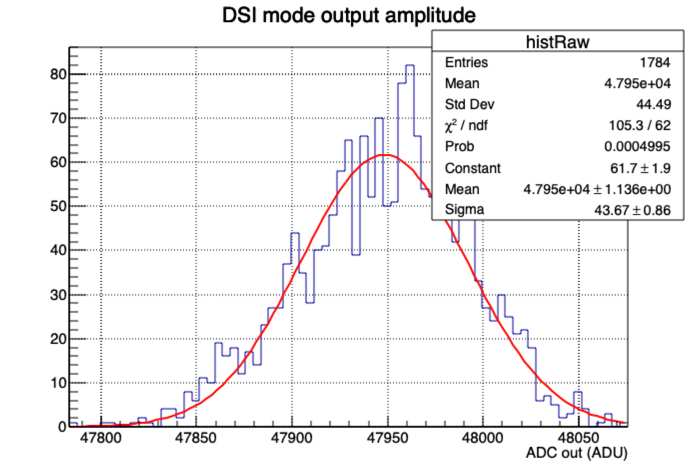 DSI mode output amplitude
histRaw
Entries 1784
Mean 4.795e+04
Std Dev 44.49
χ² / ndf 105.3 / 62
Prob 0.0004995
Constant 61.7 ± 1.9
Mean 4.795e+04 ± 1.136e+00
Sigma 43.67 ± 0.86
80
70
60
50
40
30
20
10
0
47800 47850 47900 47950 48000 48050
ADC out (ADU)